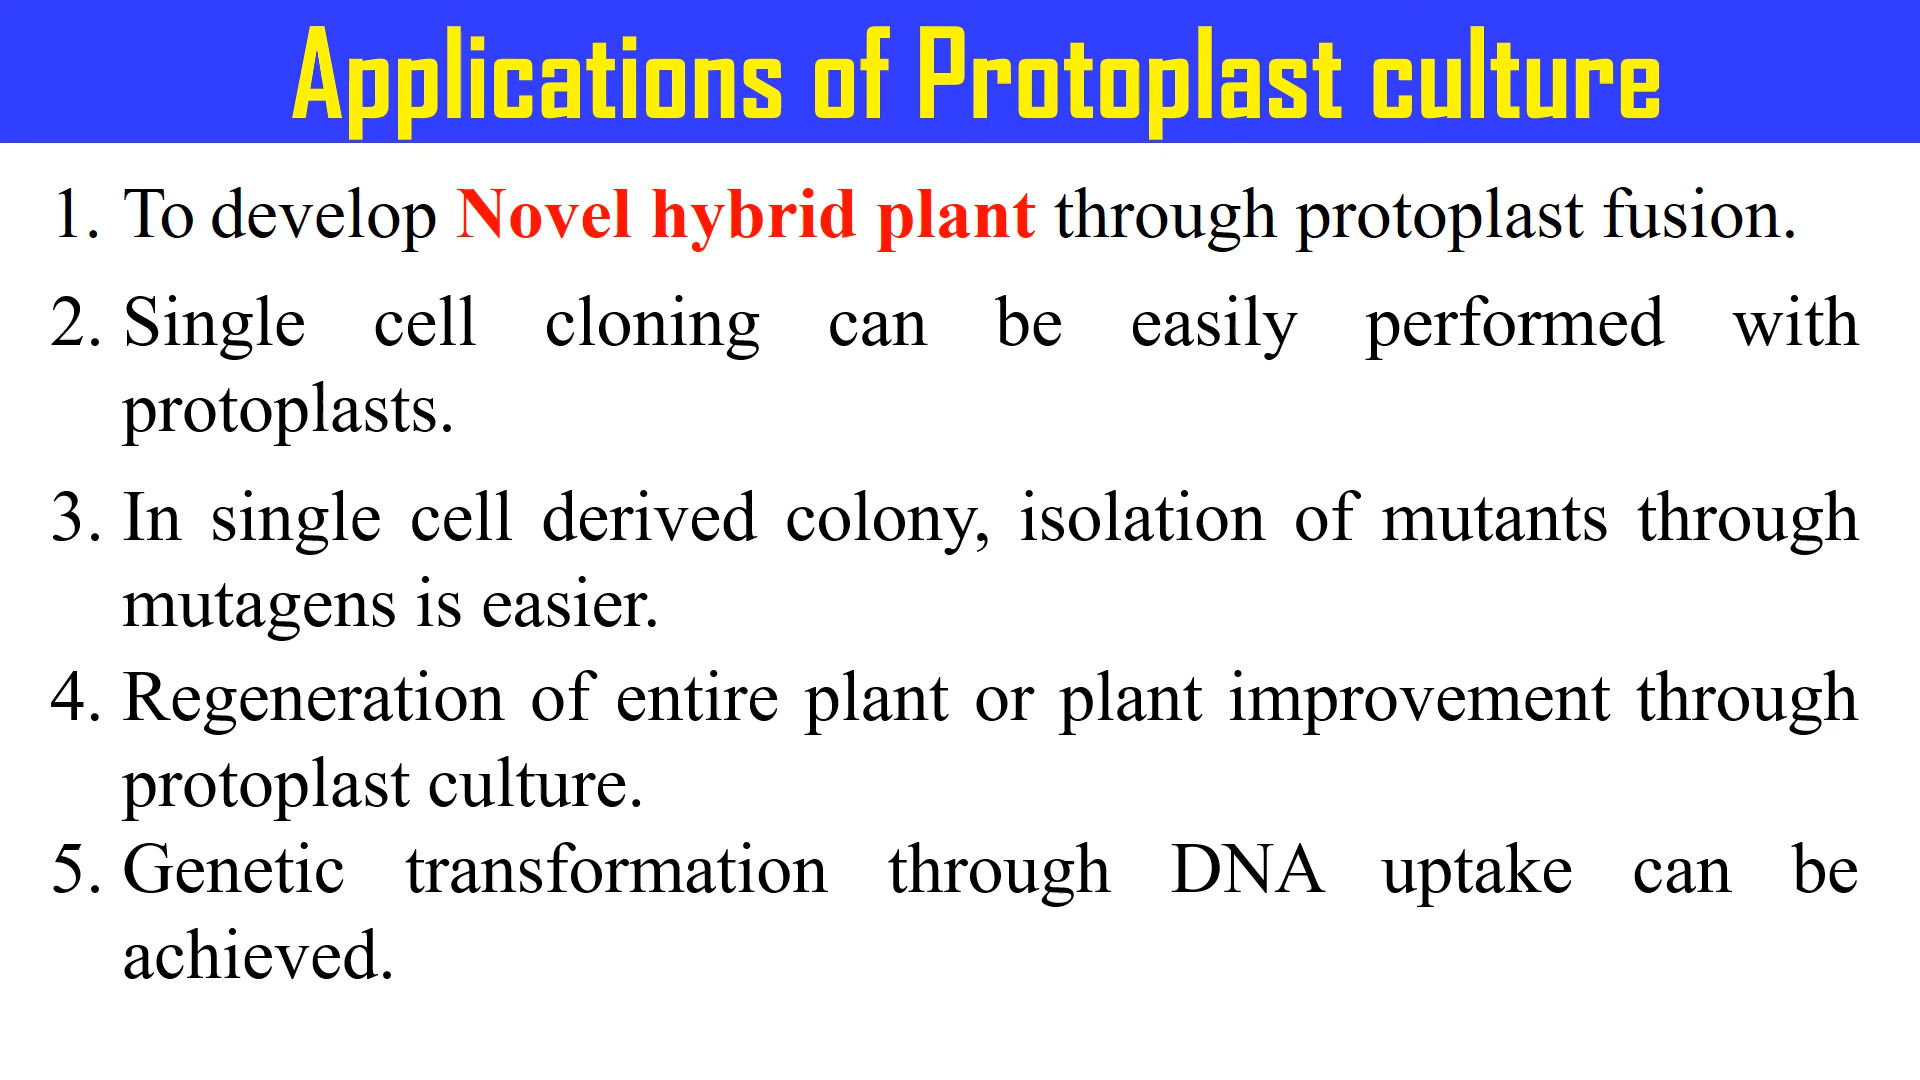 Applications of Protoplast culture
1. To develop Novel hybrid plant through protoplast fusion.
2. Single cell cloning can be easily performed with
protoplasts.
3. In single cell derived colony, isolation of mutants through
mutagens is easier.
4. Regeneration of entire plant or plant improvement through
protoplast culture.
5. Genetic transformation through DNA uptake can be
achieved.